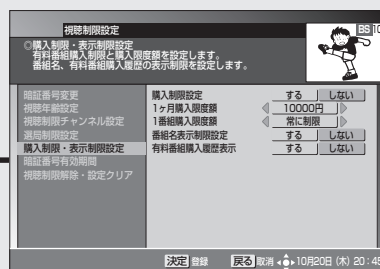 視聴制限設定
BS 10
◎購入制限・表示制限設定
有料番組購入制限と購入限度額を設定します。
番組名、有料番組購入履歴の表示制限を設定します。
暗証番号変更
視聴年齢設定
視聴制限チャンネル設定
選局制限設定
購入制限・表示制限設定
暗証番号有効期間
視聴制限解除・設定クリア
購入制限設定 する しない
1ヶ月購入限度額 10000円
1番組購入限度額 常に制限
番組名表示制限設定 する しない
有料番組購入履歴表示 する しない
決定 登録 戻る 取消 10月20日 (木) 20:45